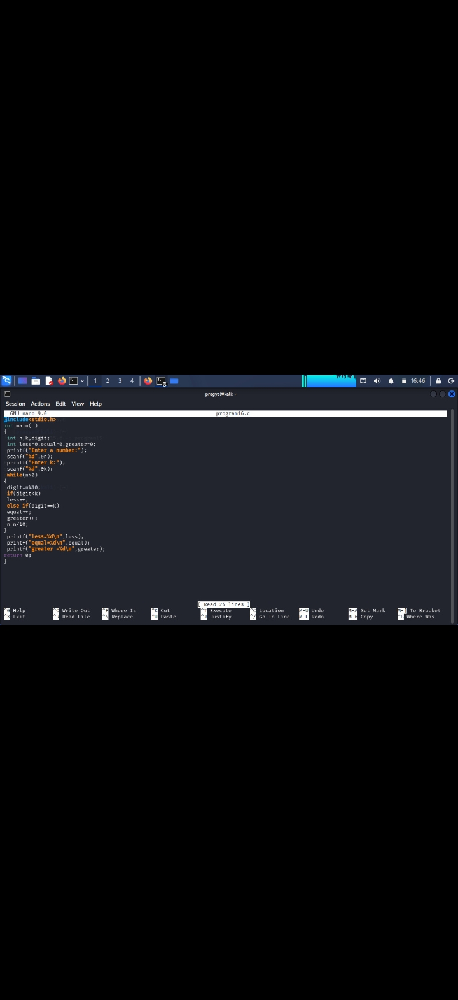 1 2 3 4 16:46
pragya@kali: ~
Session Actions Edit View Help
GNU nano 9.0 program16.c
#include<stdio.h>
int main( )
{
int n,k,digit;
int less=0,equal=0,greater=0;
printf("Enter a number:");
scanf("%d",&n);
printf("Enter k:");
scanf("%d",&k);
while(n>0)
{
digit=n%10;
if(digit<k)
less++;
else if(digit==k)
equal++;
greater++;
n=n/10;
}
printf("less=%d\n",less);
printf("equal=%d\n",equal);
printf("greater =%d\n",greater);
return 0;
}
[ Read 24 lines ]
^G Help ^O Write Out ^F Where Is ^K Cut ^T Execute ^C Location M-U Undo M-A Set Mark M-] To Bracket
^X Exit ^R Read File ^\ Replace ^U Paste ^J Justify ^/ Go To Line M-E Redo M-6 Copy ^B Where Was